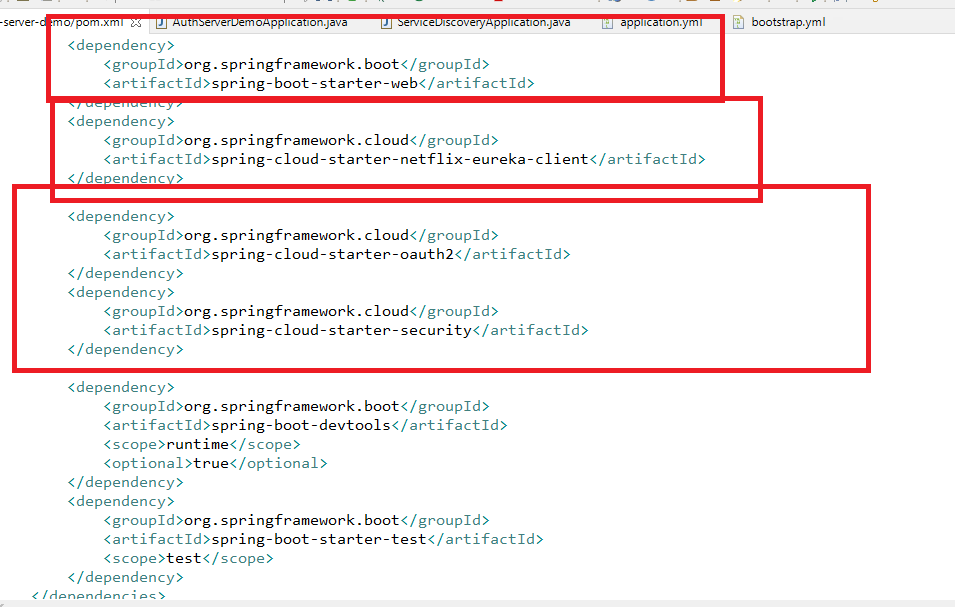 -server-demo/pom.xml AuthServerDemoApplication.java ServiceDiscoveryApplication.java application.yml bootstrap.yml
<dependency>
<groupId>org.springframework.boot</groupId>
<artifactId>spring-boot-starter-web</artifactId>
</dependency>
<dependency>
<groupId>org.springframework.cloud</groupId>
<artifactId>spring-cloud-starter-netflix-eureka-client</artifactId>
</dependency>
<dependency>
<groupId>org.springframework.cloud</groupId>
<artifactId>spring-cloud-starter-oauth2</artifactId>
</dependency>
<dependency>
<groupId>org.springframework.cloud</groupId>
<artifactId>spring-cloud-starter-security</artifactId>
</dependency>
<dependency>
<groupId>org.springframework.boot</groupId>
<artifactId>spring-boot-devtools</artifactId>
<scope>runtime</scope>
<optional>true</optional>
</dependency>
<dependency>
<groupId>org.springframework.boot</groupId>
<artifactId>spring-boot-starter-test</artifactId>
<scope>test</scope>
</dependency>
</dependencies>